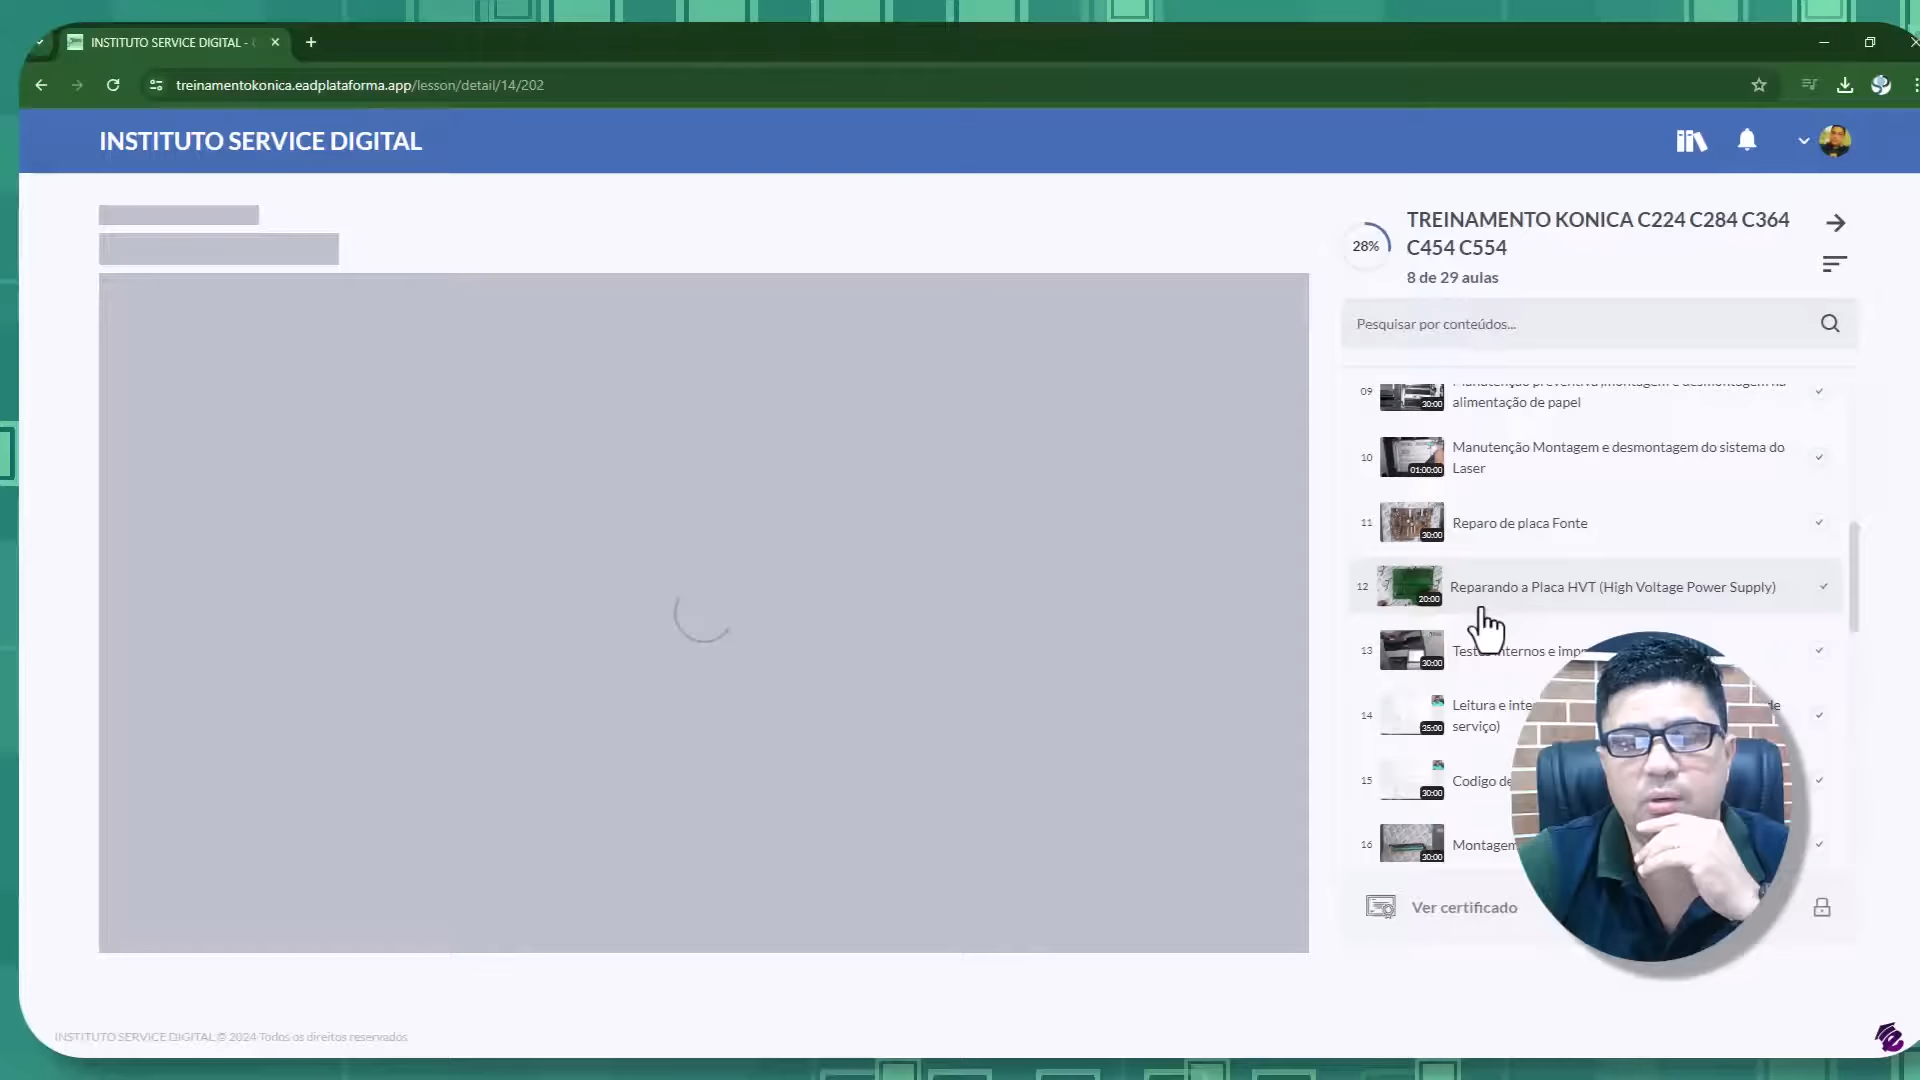 INSTITUTO SERVICE DIGITAL -
treinamentokonica.eadplataforma.app/lesson/detail/14/202
INSTITUTO SERVICE DIGITAL
28%
TREINAMENTO KONICA C224 C284 C364
C454 C554
8 de 29 aulas
Pesquisar por conteúdos...
09
30:00
alimentação de papel
10
01:00:00
Manutenção Montagem e desmontagem do sistema do
Laser
11
30:00
Reparo de placa Fonte
12
20:00
Reparando a Placa HVT (High Voltage Power Supply)
13
30:00
14
35:00
Leitura e
serviço)
15
30:00
Codigo
16
30:00
Ver certificado
INSTITUTO SERVICE DIGITAL © 2024 Todos os direitos reservados